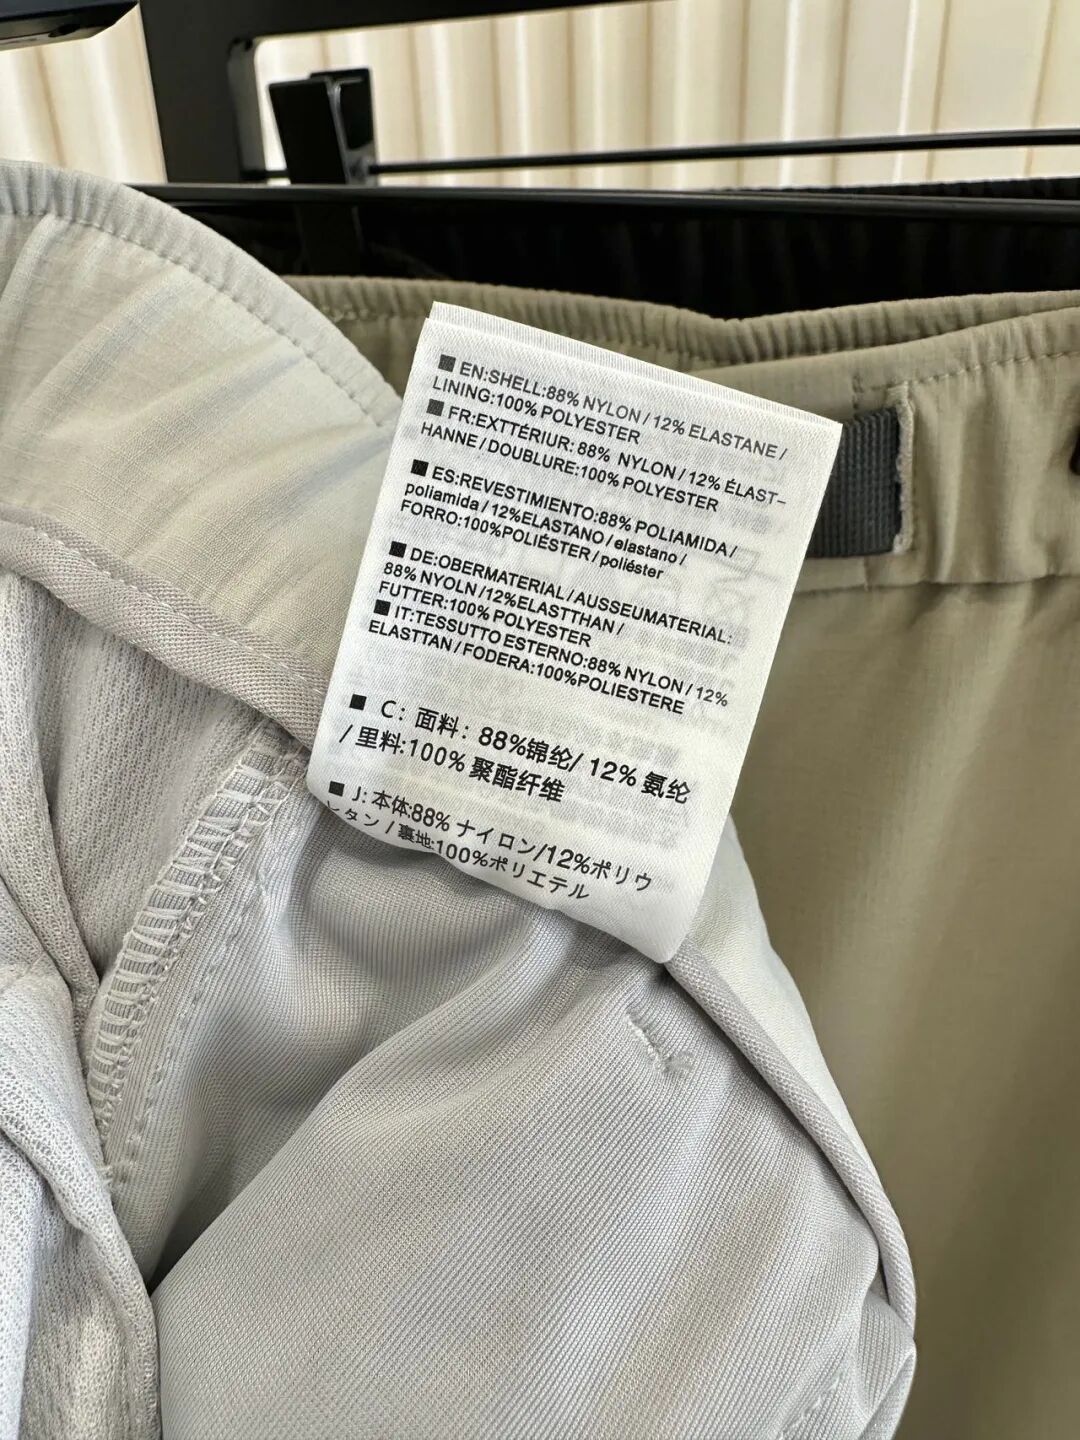 ■ EN:SHELL:88% NYLON / 12% ELASTANE /
LINING:100% POLYESTER
■ FR:EXTTÉRIUR: 88% NYLON / 12% ÉLAST-
HANNE / DOUBLURE:100% POLYESTER
■ ES:REVESTIMIENTO:88% POLIAMIDA /
poliamida / 12%ELASTANO / elastano /
FORRO:100%POLIÉSTER / poliéster
■ DE:OBERMATERIAL / AUSSEUMATERIAL:
88% NYOLN /12%ELASTTHAN /
FUTTER:100% POLYESTER
■ IT:TESSUTTO ESTERNO:88% NYLON / 12%
ELASTTAN / FODERA:100%POLIESTERE
■ C: 面料: 88%锦纶/ 12% 氨纶
/ 里料:100% 聚酯纤维
■ J: 本体:88% ナイロン/12%ポリウ
レタン / 裏地:100%ポリエテル